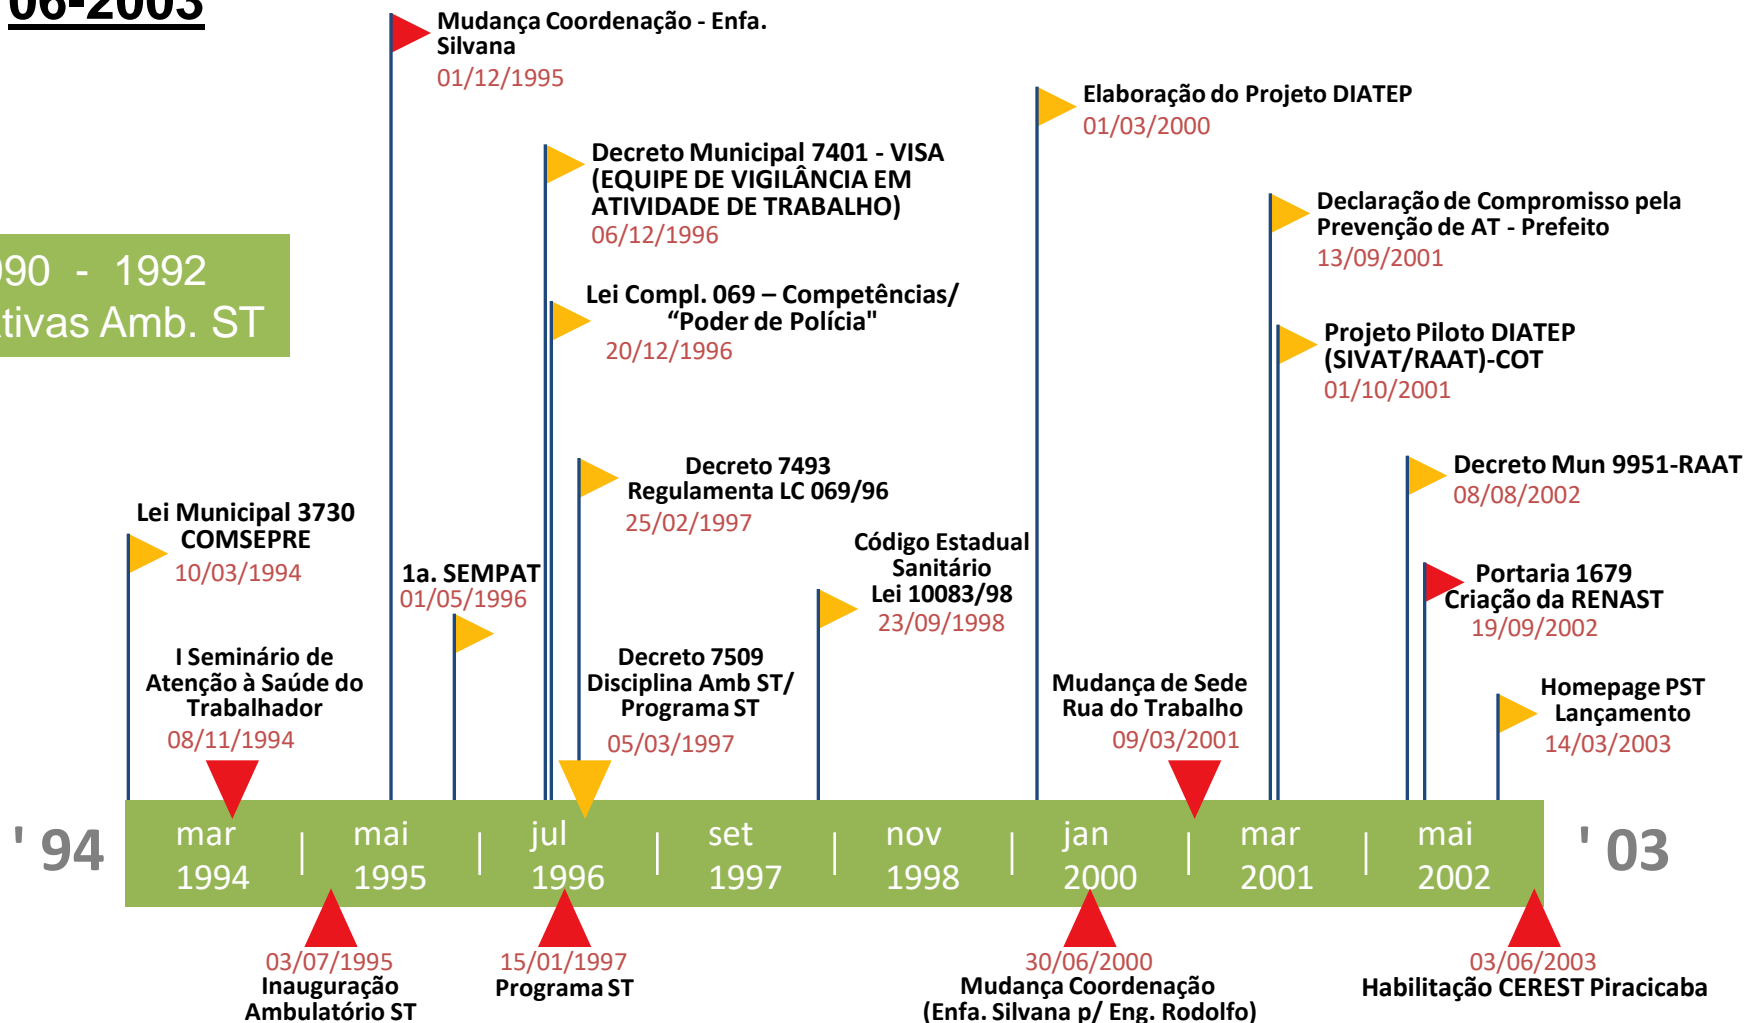 06-2003
Mudança Coordenação - Enfa.
Silvana
01/12/1995
Elaboração do Projeto DIATEP
01/03/2000
Decreto Municipal 7401 - VISA
(EQUIPE DE VIGILÂNCIA EM
ATIVIDADE DE TRABALHO)
06/12/1996
Declaração de Compromisso pela
Prevenção de AT - Prefeito
13/09/2001
90 - 1992
Amb. ST
Lei Compl. 069 – Competências/
“Poder de Polícia"
20/12/1996
Projeto Piloto DIATEP
(SIVAT/RAAT)-COT
01/10/2001
Decreto 7493
Regulamenta LC 069/96
25/02/1997
Decreto Mun 9951-RAAT
08/08/2002
Lei Municipal 3730
COMSEPRE
10/03/1994
1a. SEMPAT
01/05/1996
Código Estadual
Sanitário
Lei 10083/98
23/09/1998
Portaria 1679
Criação da RENAST
19/09/2002
I Seminário de
Atenção à Saúde do
Trabalhador
08/11/1994
Decreto 7509
Disciplina Amb ST/
Programa ST
05/03/1997
Mudança de Sede
Rua do Trabalho
09/03/2001
Homepage PST
Lançamento
14/03/2003
' 94
mar
1994
mai
1995
jul
1996
set
1997
nov
1998
jan
2000
mar
2001
mai
2002
' 03
03/07/1995
Inauguração
Ambulatório ST
15/01/1997
Programa ST
30/06/2000
Mudança Coordenação
(Enfa. Silvana p/ Eng. Rodolfo)
03/06/2003
Habilitação CEREST Piracicaba